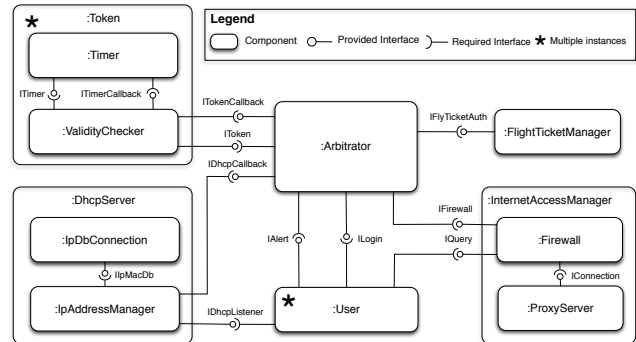 :Token
:Timer
ITimer
ITimerCallback
:ValidityChecker
Legend
Component
Provided Interface
Required Interface
Multiple instances
ITokenCallback
IToken
IDhcpCallback
:Arbitrator
IFlyTicketAuth
:FlightTicketManager
:DhcpServer
:IpDbConnection
IIpMacDb
:IpAddressManager
IAlert
ILogin
IDhcpListener
:User
IFirewall
IQuery
:InternetAccessManager
:Firewall
IConnection
:ProxyServer